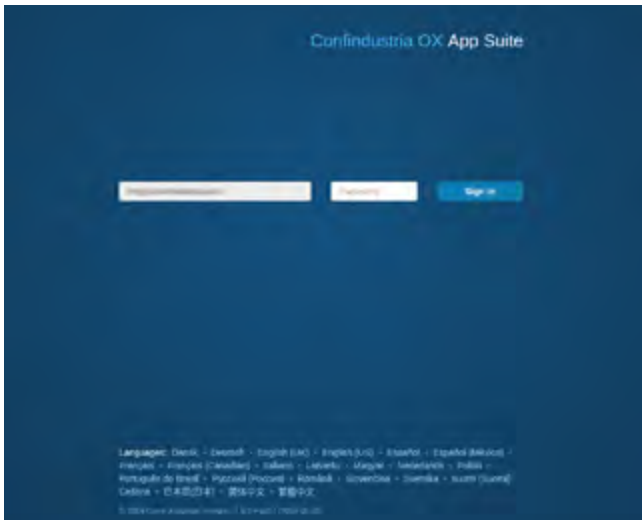 Confindustria OX App Suite
Sign in
Languages: Dansk · Deutsch · English (UK) · English (US) · Español · Español (México) ·
Français · Français (Canadien) · Italiano · Latviešu · Magyar · Nederlands · Polski ·
Português do Brasil · Русский (Россия) · Română · Slovenčina · Svenska · Suomi (Suomi)
Čeština · 日本語(日本) · 简体中文 · 繁體中文